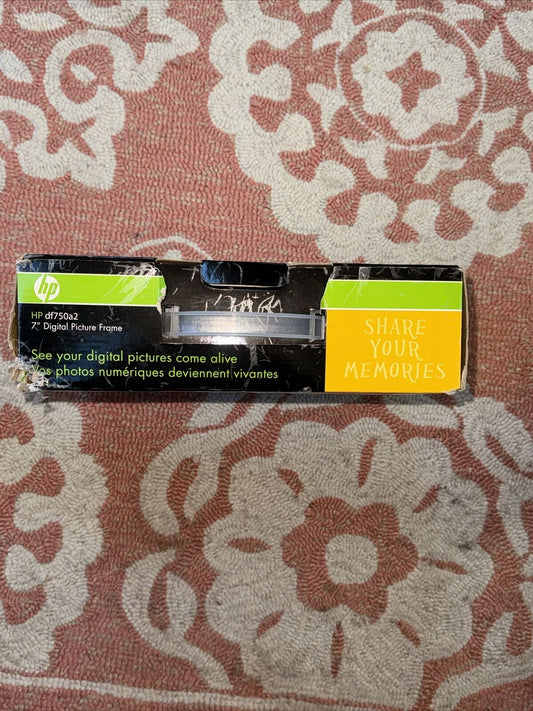 hp
HP df750a2
7" Digital Picture Frame
See your digital pictures come alive
Vos photos numériques deviennent vivantes
SHARE
YOUR
MEMORIES